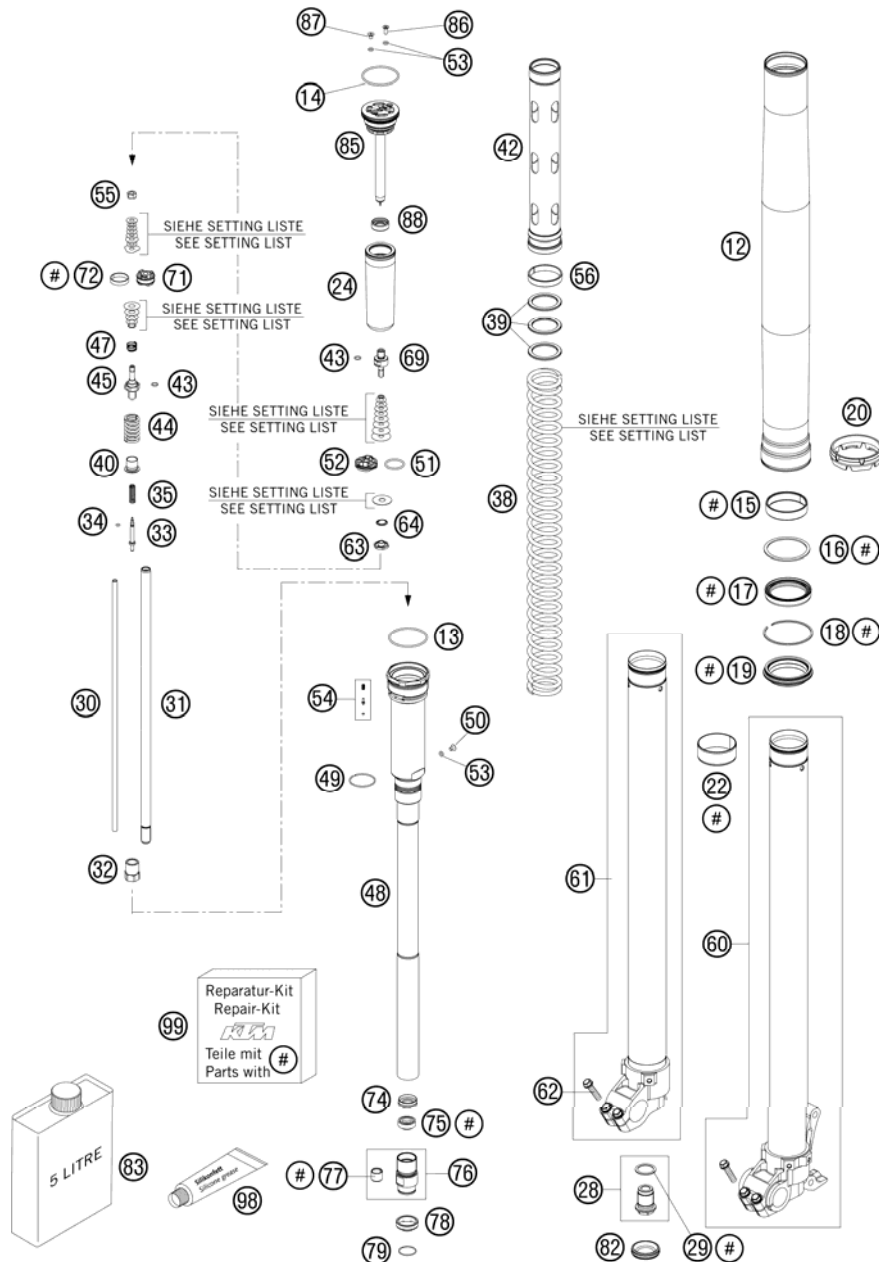 87
86
53
14
85
42
12
55
SIEHE SETTING LISTE
SEE SETTING LIST
88
# 72 71
24
56
SIEHE SETTING LISTE
SEE SETTING LIST
39
47
43 69
45 43
SIEHE SETTING LISTE
SEE SETTING LIST
SIEHE SETTING LISTE
SEE SETTING LIST
20
44
52 51
40
35
SIEHE SETTING LISTE
SEE SETTING LIST
38
# 15
34 33
64
63
16 #
# 17
13
18 #
# 19
54
30 31
50
53
49
22
#
32
48
61
60
Reparatur-Kit
Repair-Kit
KTM
99
Teile mit
Parts with #
62
74
75 #
5 LITRE
83
Silikonfett
Silicone grease
98
# 77 76
28
78
79
82 29 #